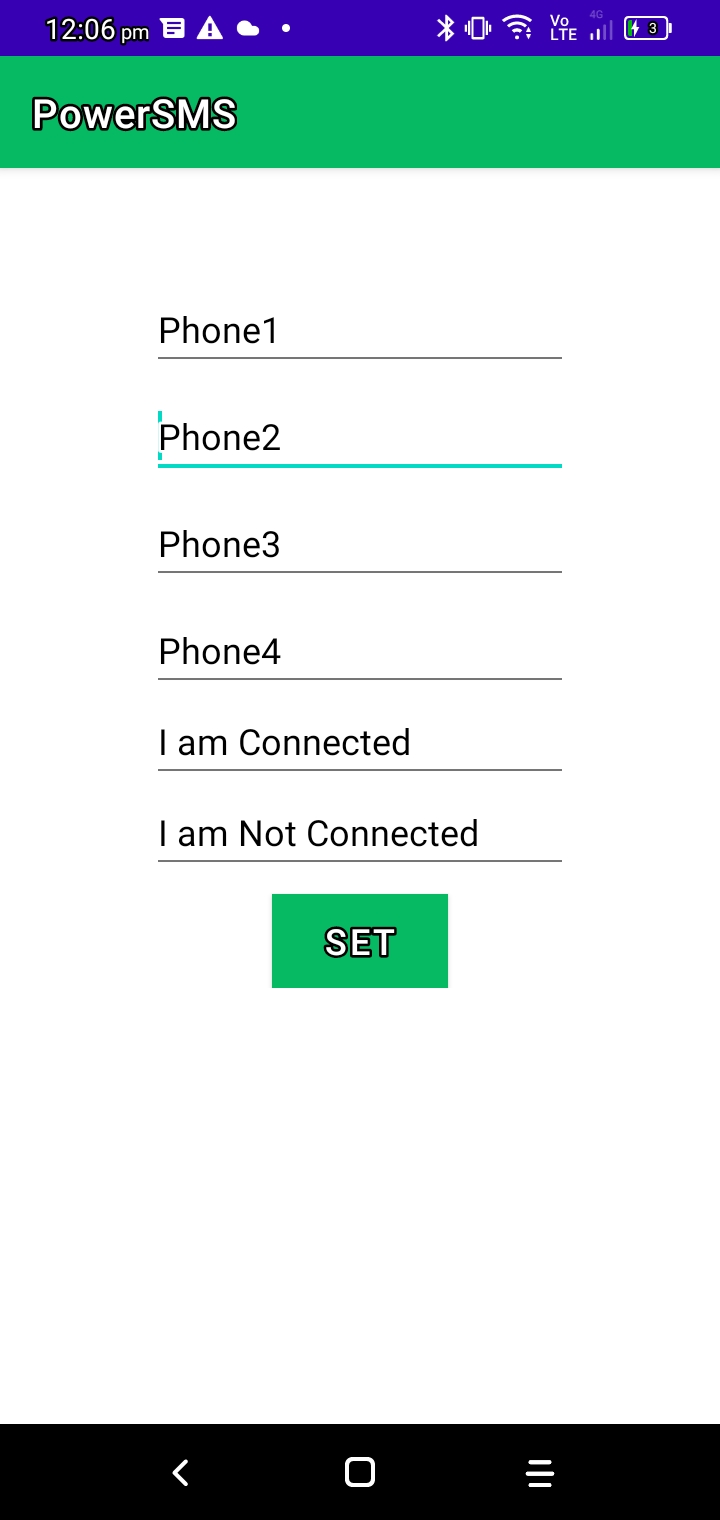 12:06 pm
Vo
LTE
4G
3
PowerSMS
Phone1
Phone2
Phone3
Phone4
I am Connected
I am Not Connected
SET